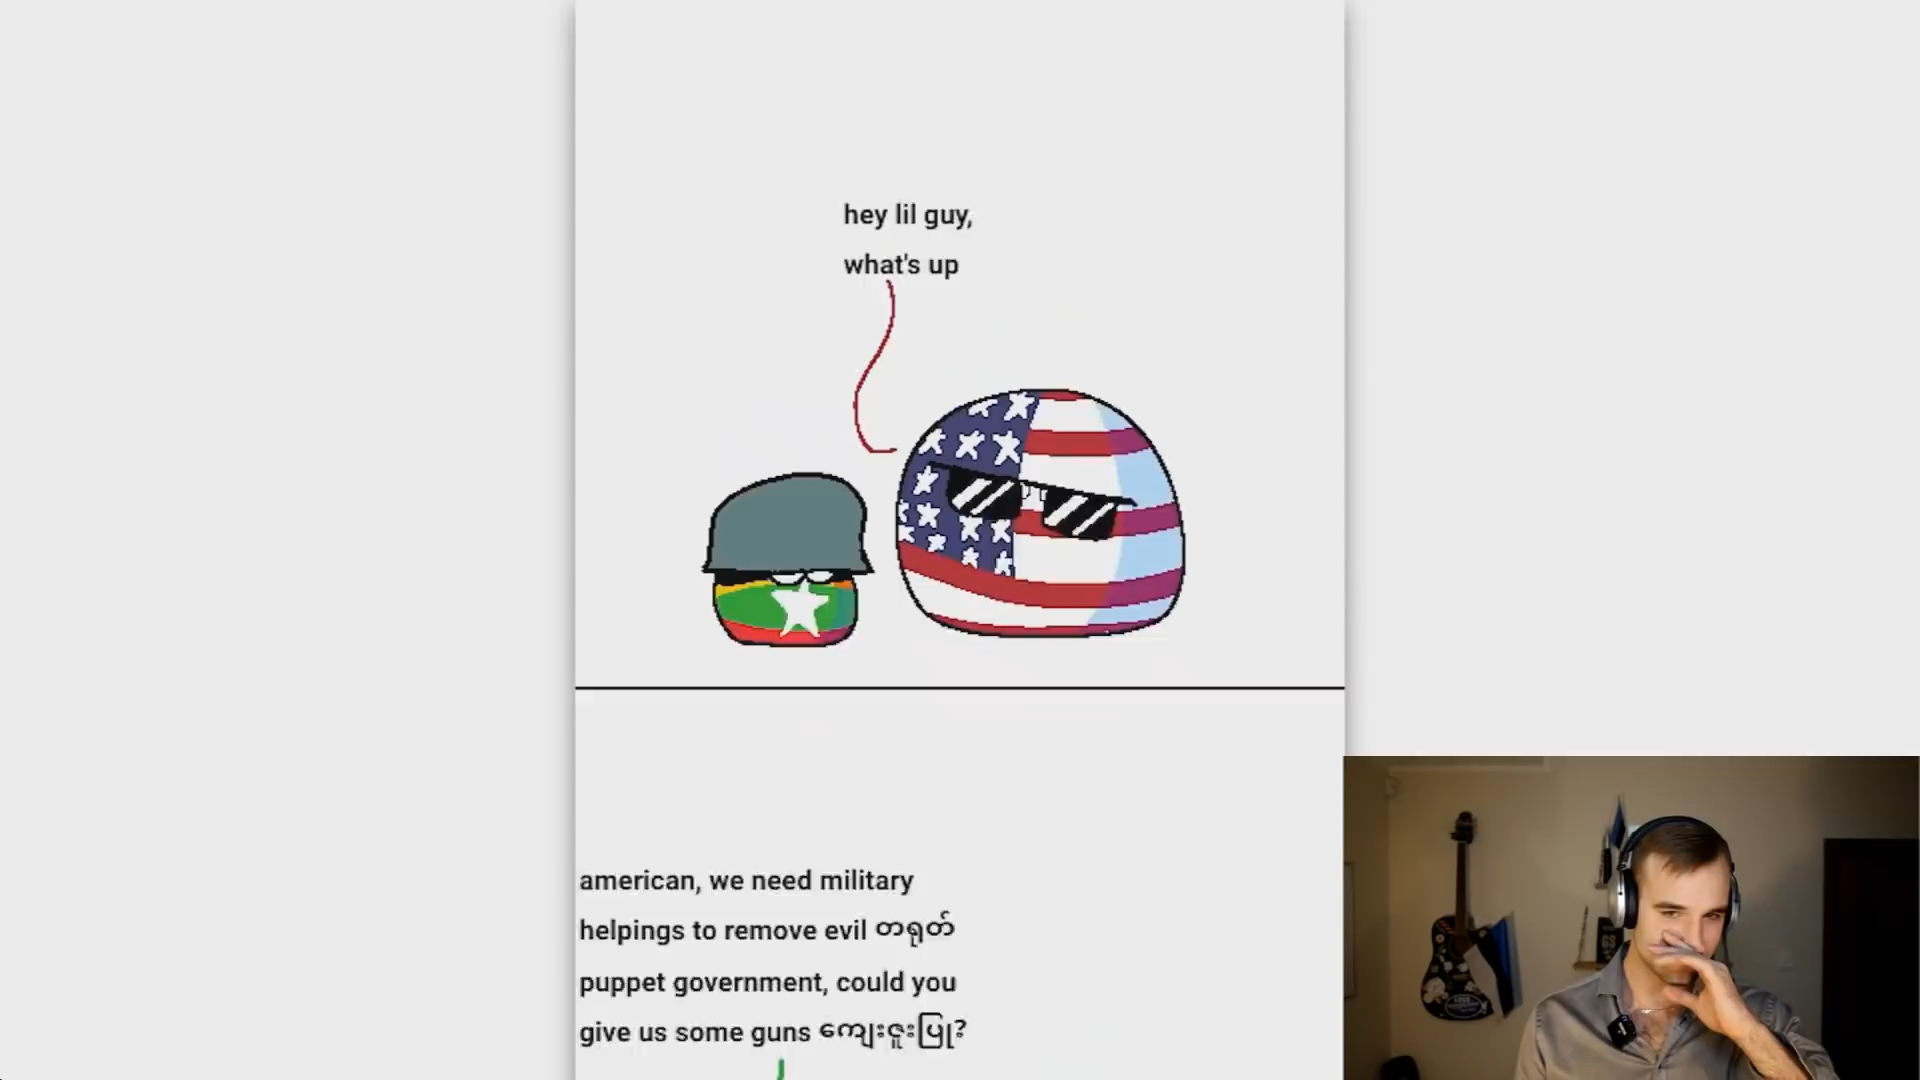 hey lil guy,
what's up
american, we need military
helpings to remove evil တရုတ်
puppet government, could you
give us some guns ကျေးဇူးပြု?